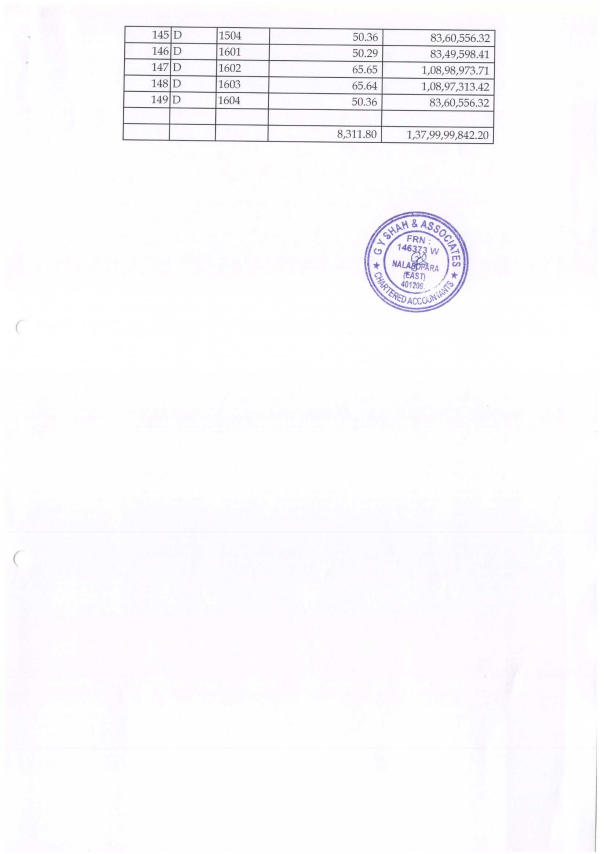 145 D 1504 50.36 83,60,556.32
146 D 1601 50.29 83,49,598.41
147 D 1602 65.65 1,08,98,973.71
148 D 1603 65.64 1,08,97,313.42
149 D 1604 50.36 83,60,556.32
8,311.80 1,37,99,99,842.20
G Y SHAH & ASSOCIATES
FRN :
146373 W
NALASOPARA
(EAST)
401209
★ CHARTERED ACCOUNTANTS ★